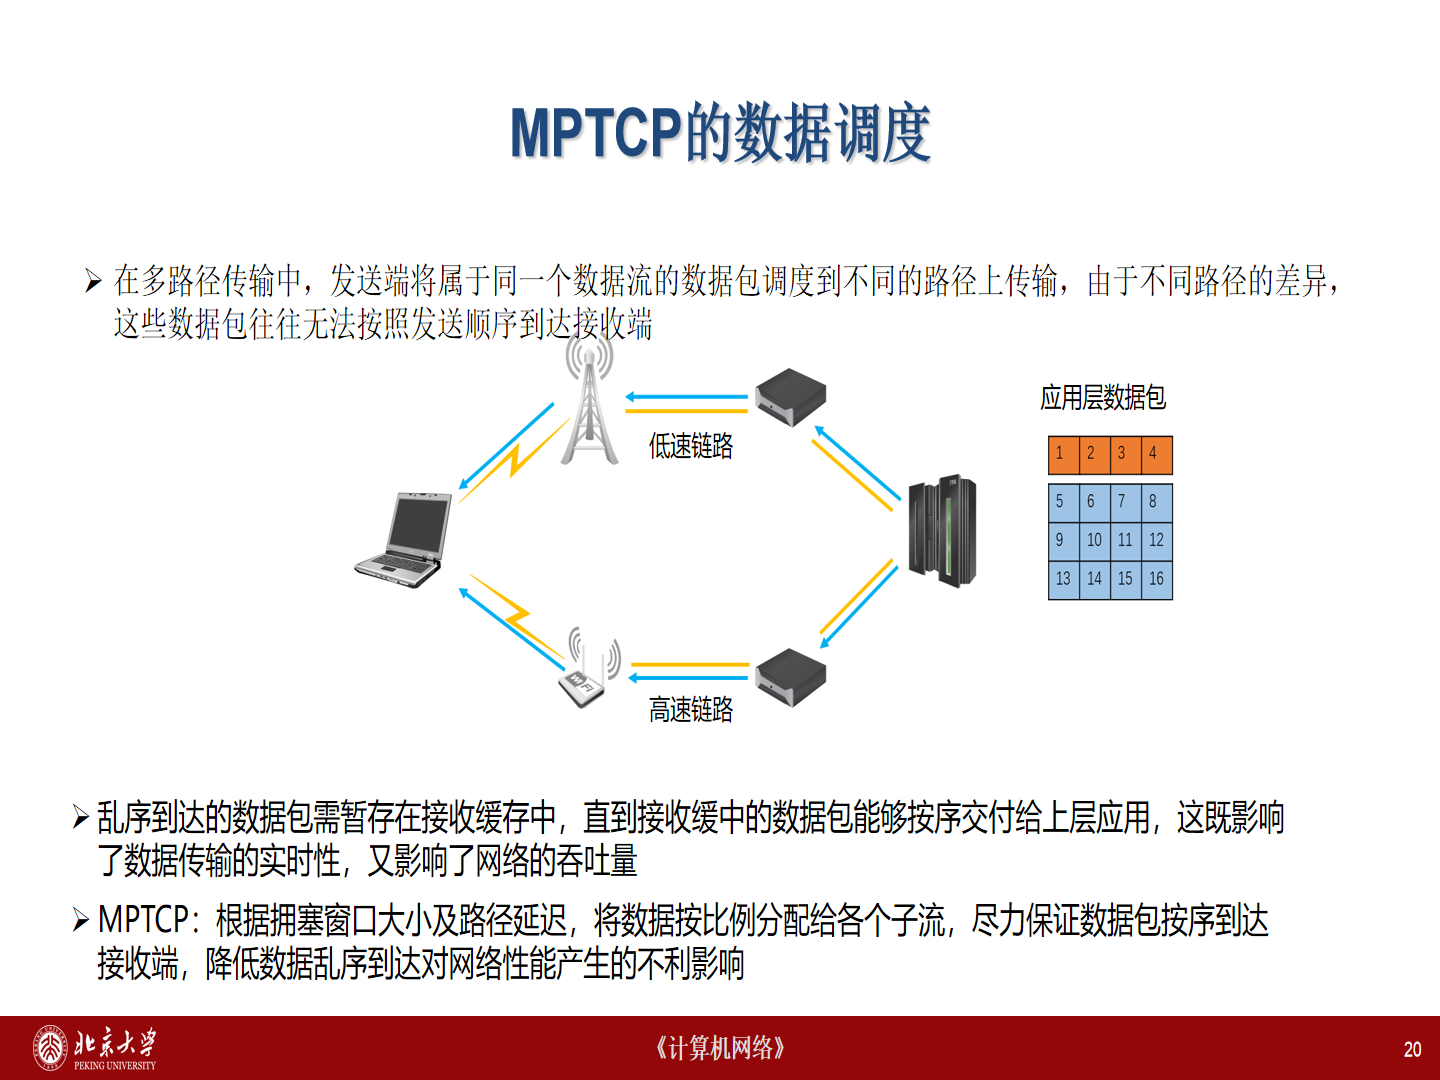 MPTCP的数据调度
➢ 在多路径传输中，发送端将属于同一个数据流的数据包调度到不同的路径上传输，由于不同路径的差异，
这些数据包往往无法按照发送顺序到达接收端
应用层数据包
低速链路
1 2 3 4
5 6 7 8
9 10 11 12
13 14 15 16
WiFi
高速链路
➢ 乱序到达的数据包需暂存在接收缓存中，直到接收缓中的数据包能够按序交付给上层应用，这既影响
了数据传输的实时性，又影响了网络的吞吐量
➢ MPTCP：根据拥塞窗口大小及路径延迟，将数据按比例分配给各个子流，尽力保证数据包按序到达
接收端，降低数据乱序到达对网络性能产生的不利影响
北京大学
PEKING UNIVERSITY
《计算机网络》
20